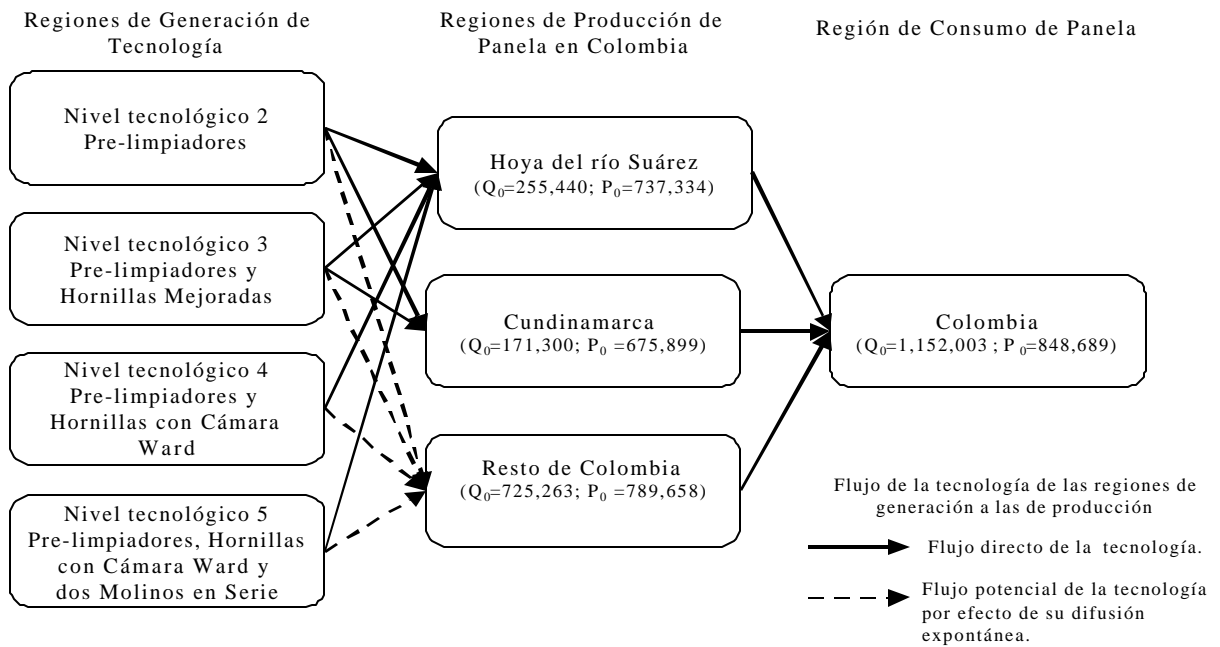 Regiones de Generación de
Tecnología
Nivel tecnológico 2
Pre-limpiadores
Nivel tecnológico 3
Pre-limpiadores y
Hornillas Mejoradas
Nivel tecnológico 4
Pre-limpiadores y
Hornillas con Cámara
Ward
Nivel tecnológico 5
Pre-limpiadores, Hornillas
con Cámara Ward y
dos Molinos en Serie
Regiones de Producción de
Panela en Colombia
Hoya del río Suárez
(Q₀=255,440; P₀=737,334)
Cundinamarca
(Q₀=171,300; P₀ =675,899)
Resto de Colombia
(Q₀=725,263; P₀ =789,658)
Región de Consumo de Panela
Colombia
(Q₀=1,152,003 ; P₀=848,689)
Flujo de la tecnología de las regiones de
generación a las de producción
Flujo directo de la tecnología.
Flujo potencial de la tecnología
por efecto de su difusión
expontánea.